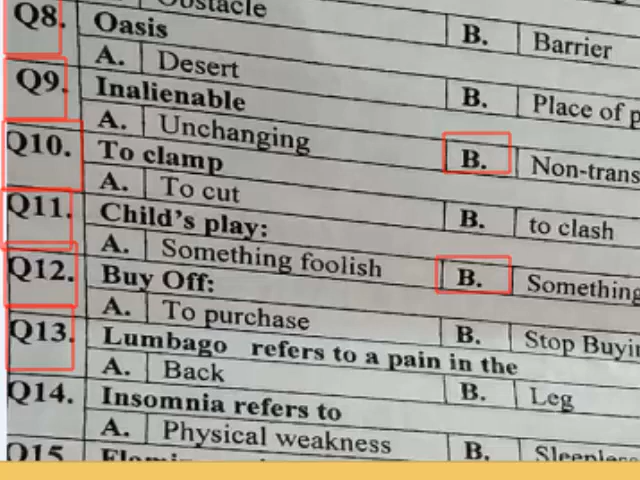 Obstacle
Q8. Oasis B. Barrier
A. Desert B. Place of
Q9. Inalienable
A. Unchanging B. Non-trans
Q10. To clamp
A. To cut B. to clash
Q11. Child's play:
A. Something foolish B. Something
Q12. Buy Off:
A. To purchase B. Stop Buyi
Q13. Lumbago refers to a pain in the
A. Back B. Leg
Q14. Insomnia refers to
A. Physical weakness B. Sleeples
Q15